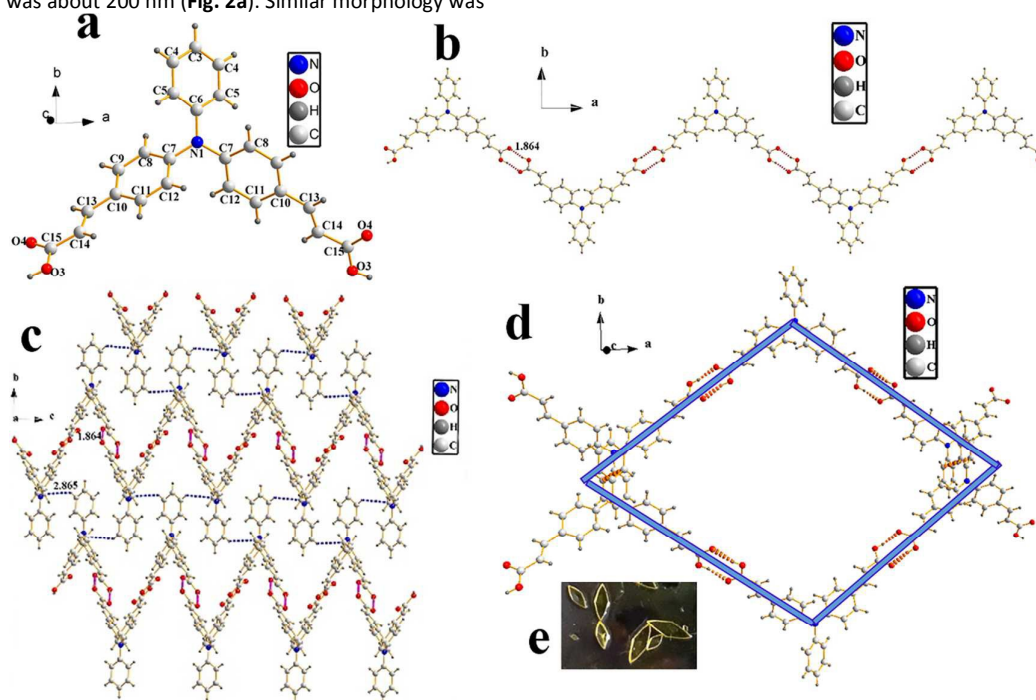 was about 200 nm (Fig. 2a). Similar morphology was
a
b
c
a
N
O
H
C
C3
C4
C4
C5
C5
C6
N1
C7
C7
C8
C8
C9
C10
C10
C11
C11
C12
C12
C13
C13
C14
C14
C15
C15
O4
O4
O3
O3
b
b
a
1.864
N
O
H
C
c
b
a
c
1.864
2.865
N
O
H
C
d
b
c
a
N
O
H
C
e